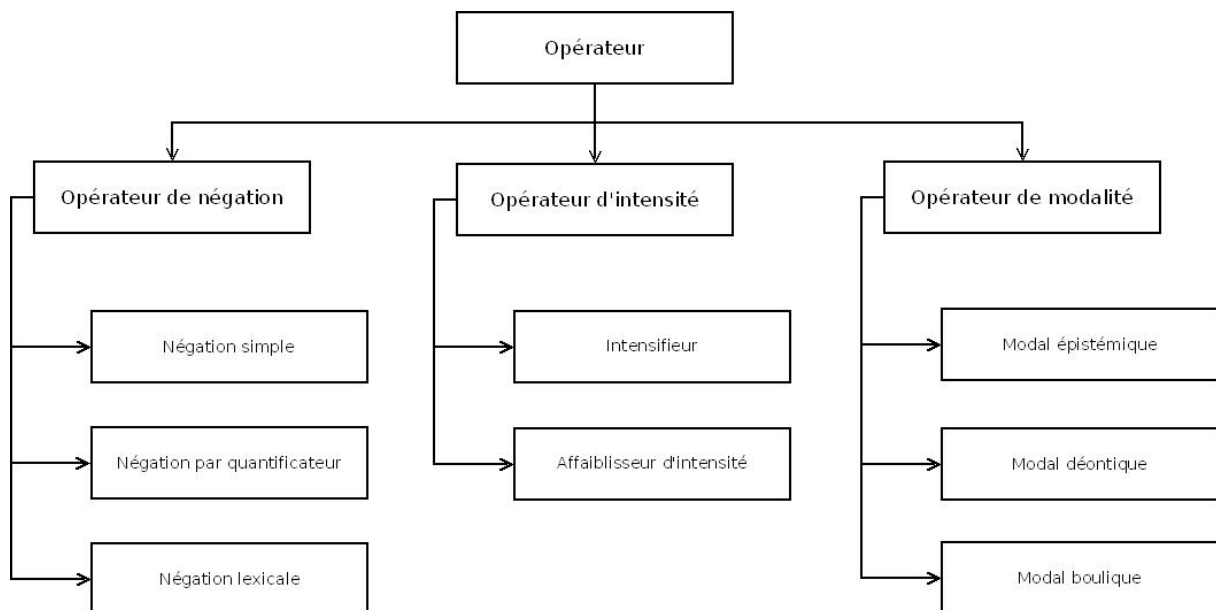 Opérateur
Opérateur de négation
Opérateur d'intensité
Opérateur de modalité
Négation simple
Intensifieur
Modal épistémique
Négation par quantificateur
Affaiblisseur d'intensité
Modal déontique
Négation lexicale
Modal boulique